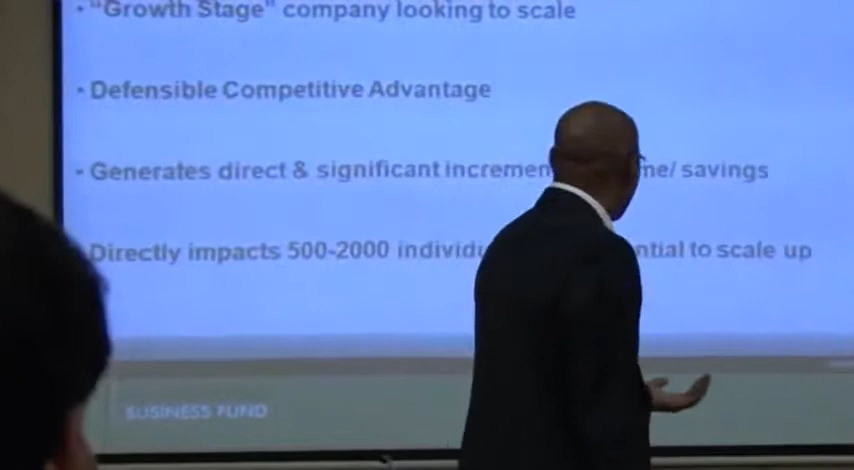 • "Growth Stage" company looking to scale
• Defensible Competitive Advantage
• Generates direct & significant incremen me/ savings
Directly impacts 500-2000 individu ntial to scale up
BUSINESS FUND